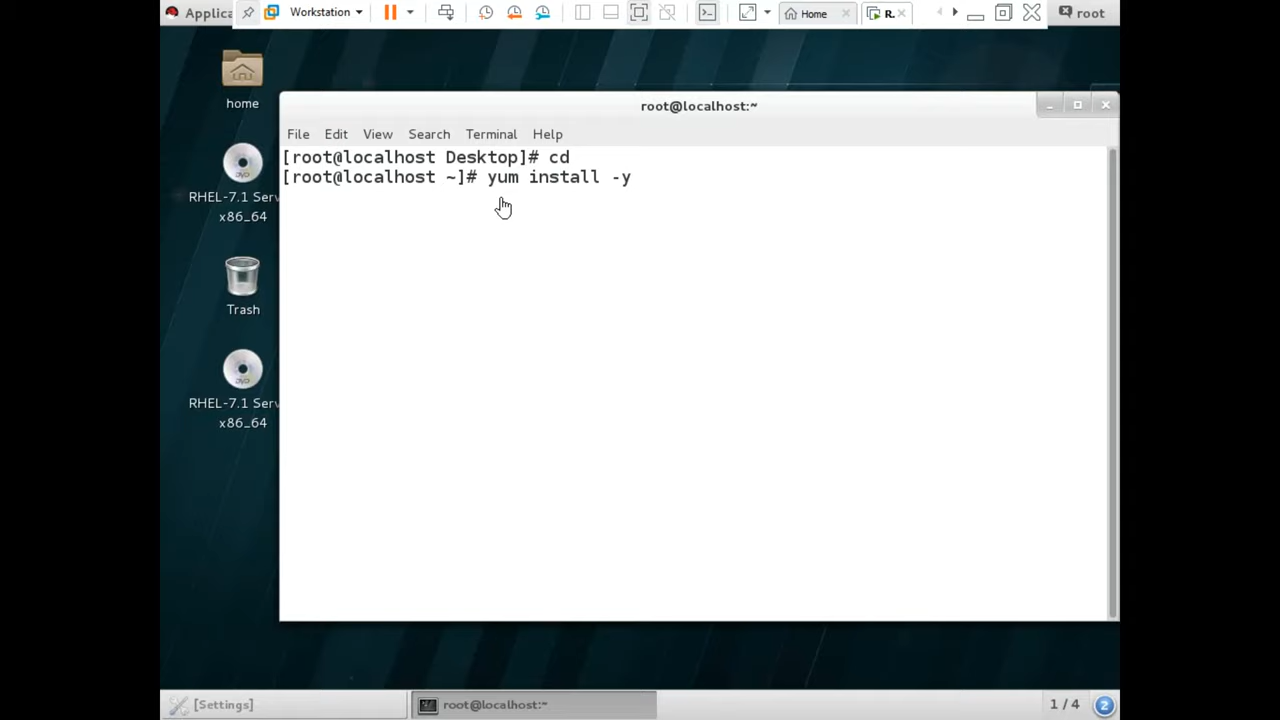 Applica
Workstation
Home
R.
root
home
root@localhost:~
File Edit View Search Terminal Help
[root@localhost Desktop]# cd
[root@localhost ~]# yum install -y
RHEL-7.1 Serv
x86_64
Trash
RHEL-7.1 Serv
x86_64
[Settings]
root@localhost:~
1 / 4
2